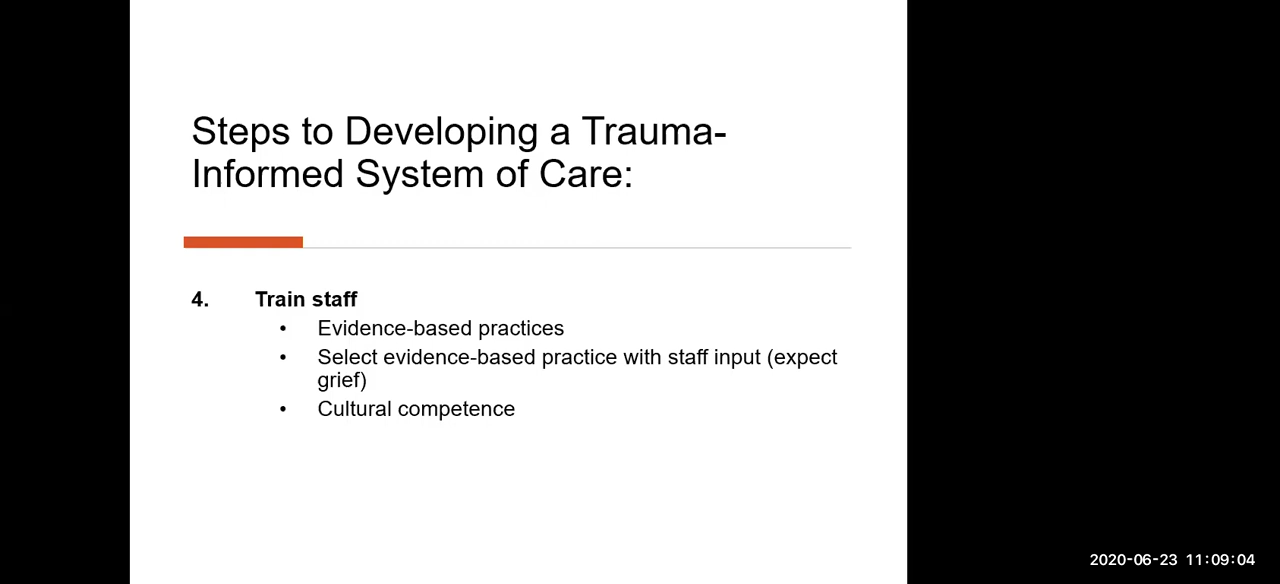 Steps to Developing a Trauma-
Informed System of Care:
4. Train staff
• Evidence-based practices
• Select evidence-based practice with staff input (expect
grief)
• Cultural competence
2020-06-23 11:09:04